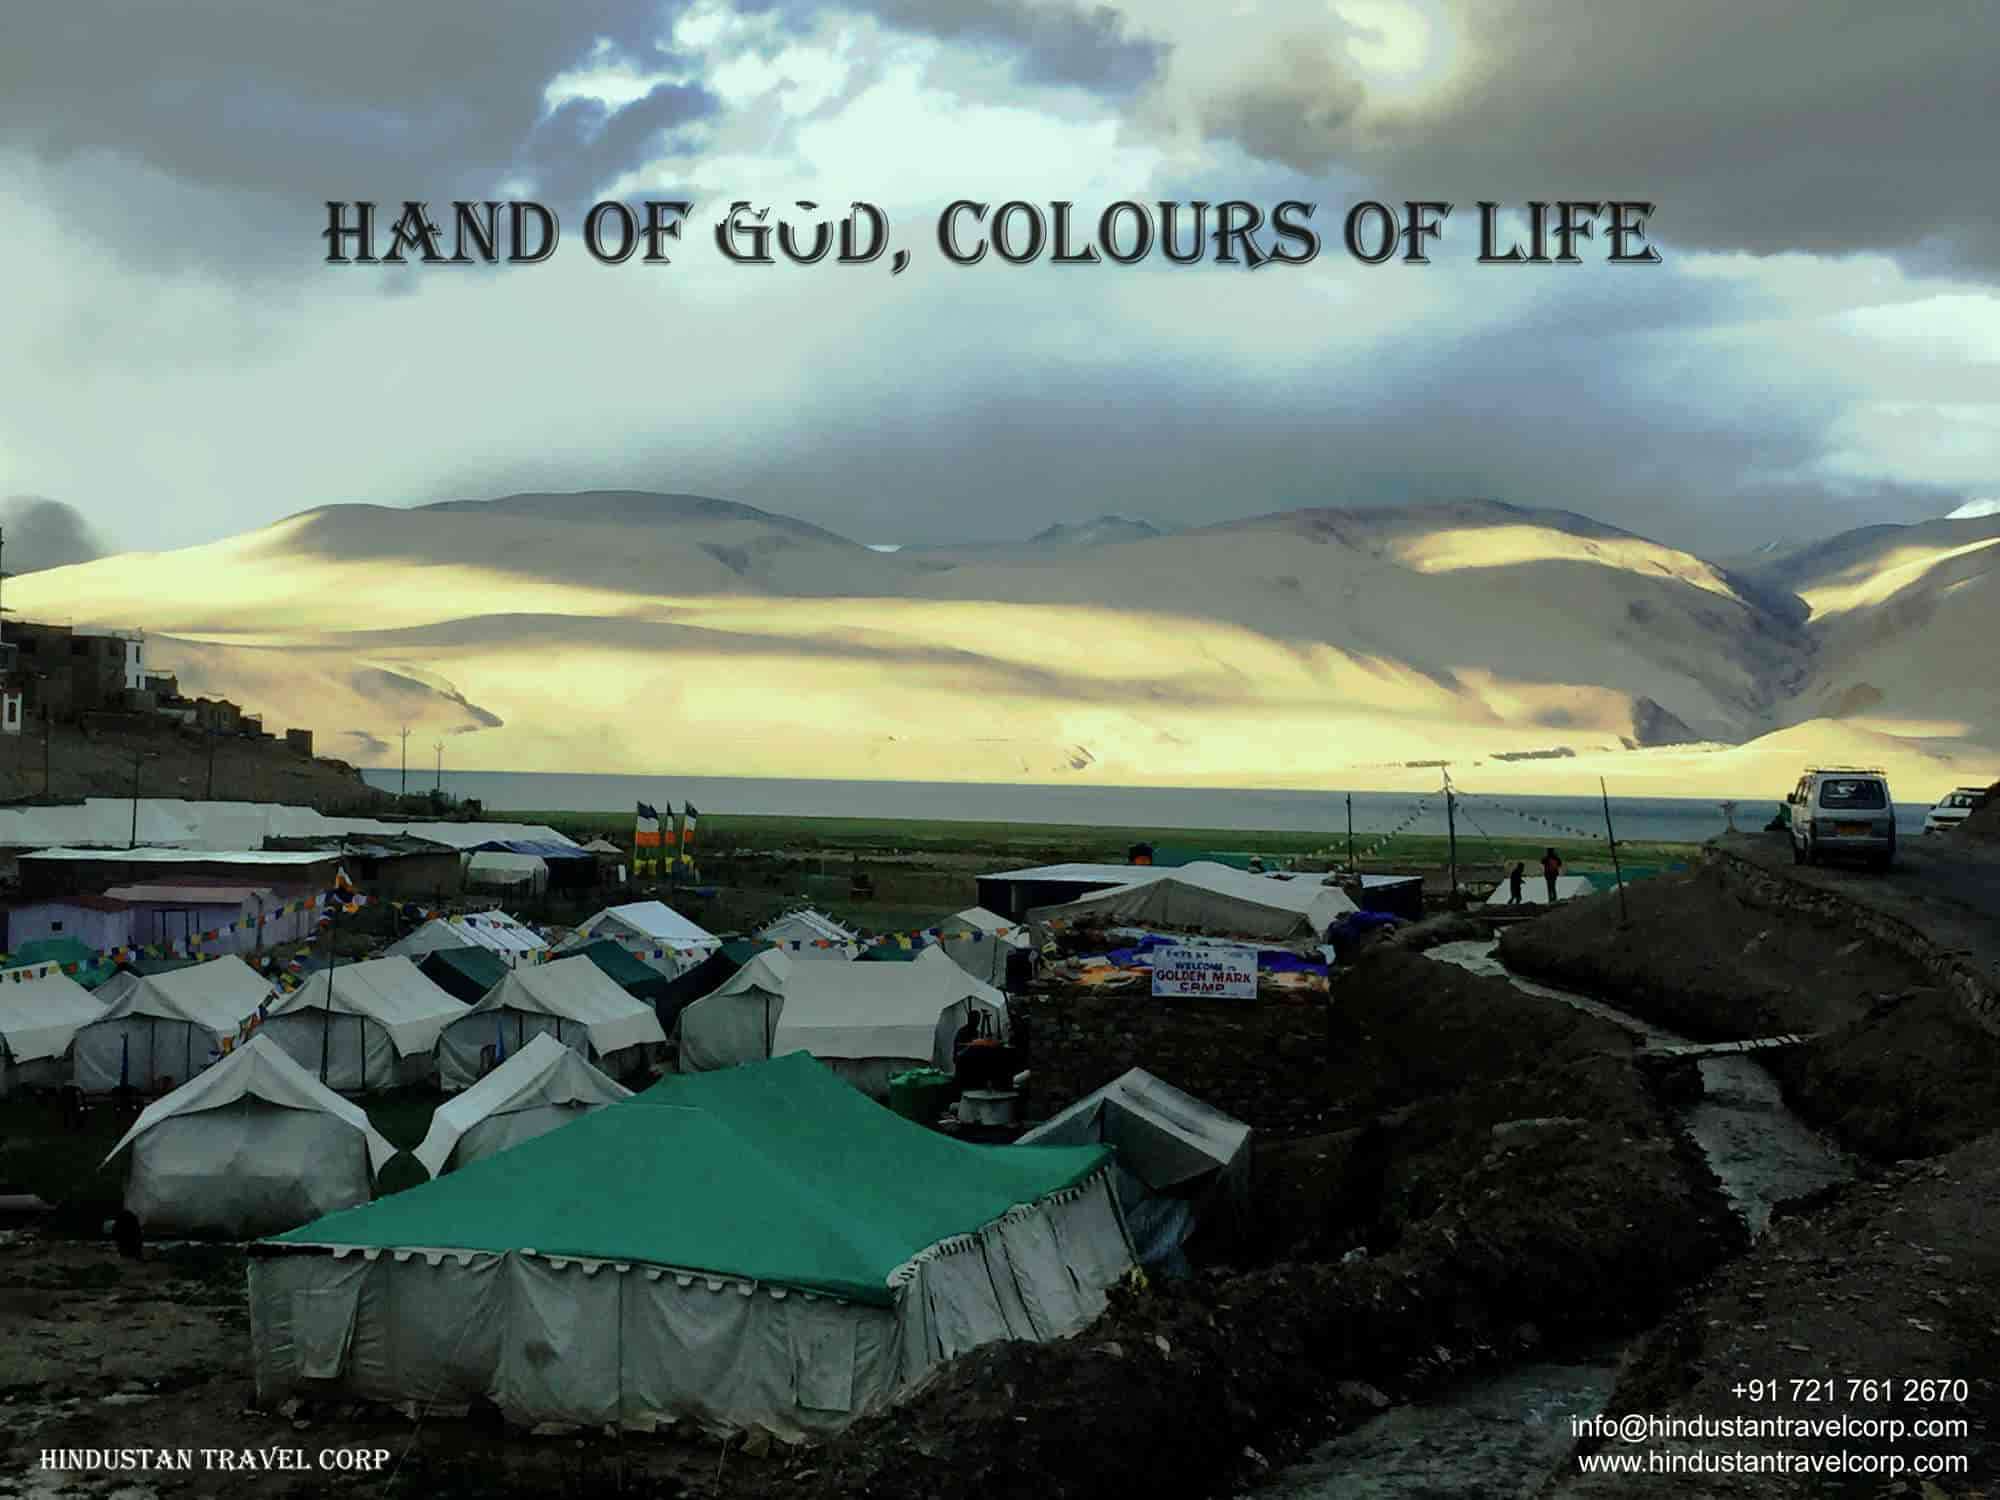 HAND OF GOD, COLOURS OF LIFE
WELCOME TO
GOLDEN MARK
CAMP
+91 721 761 2670
info@hindustantravelcorp.com
www.hindustantravelcorp.com
HINDUSTAN TRAVEL CORP